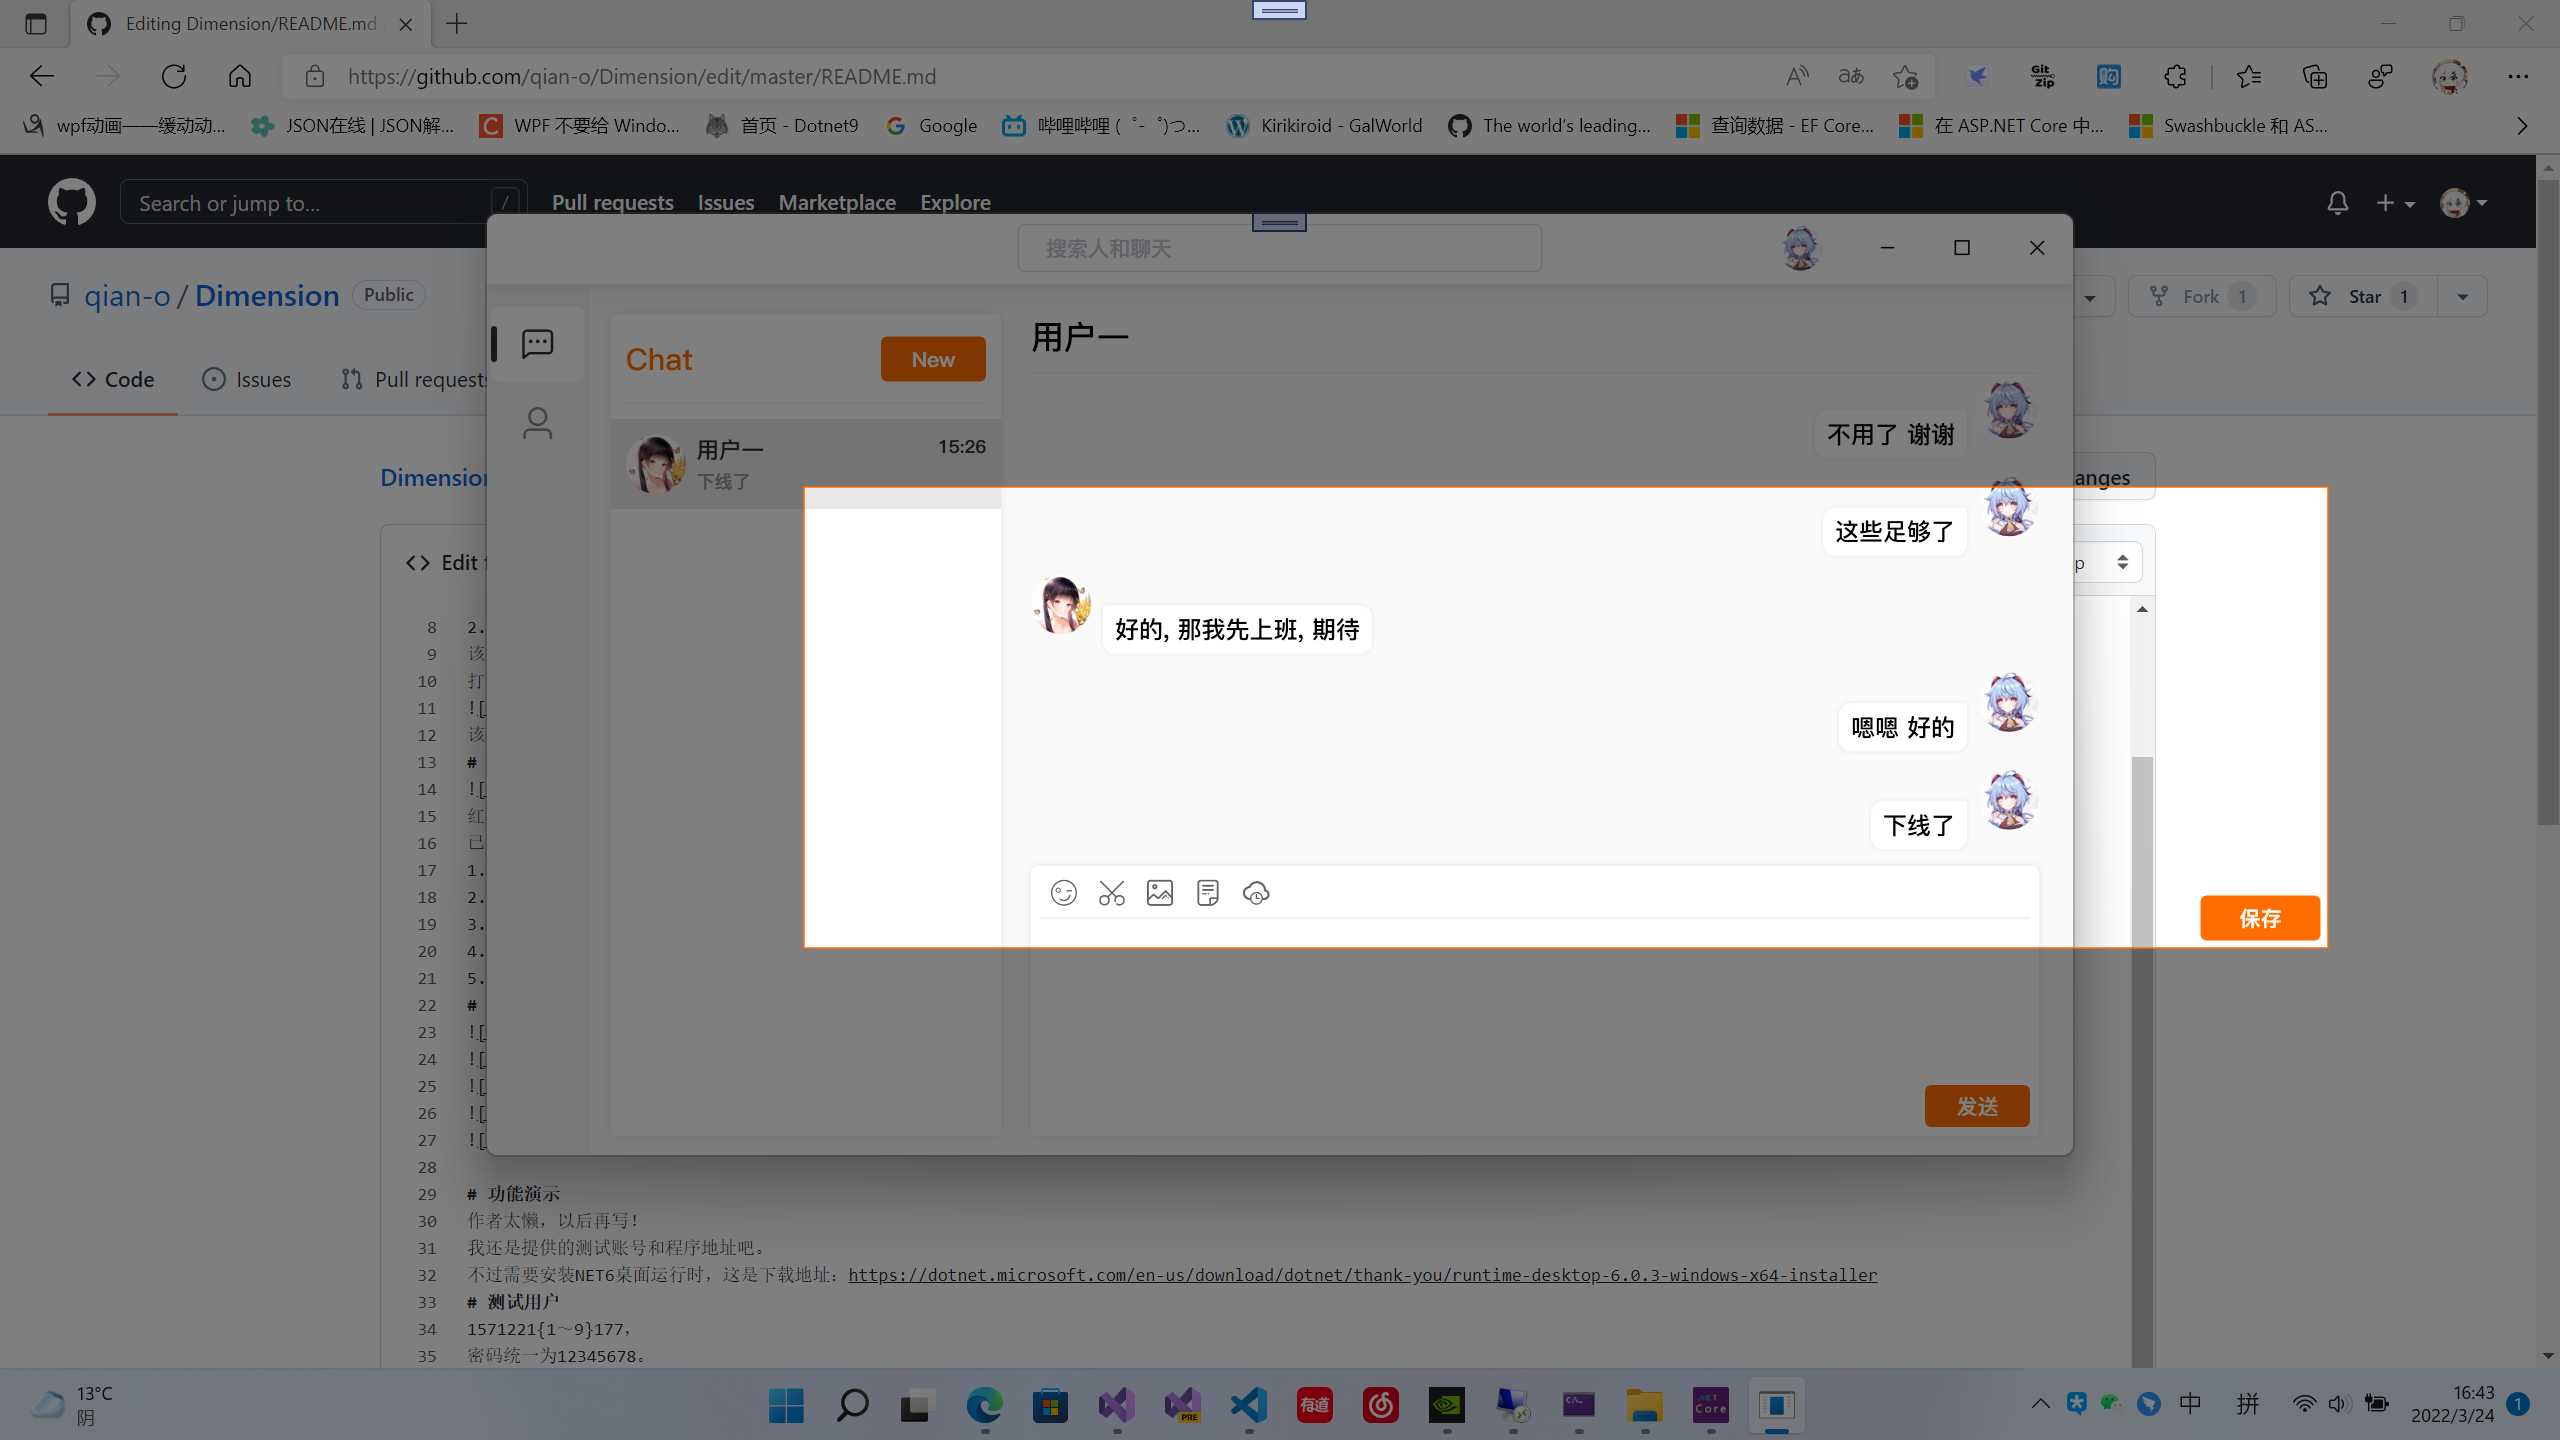 Editing Dimension/README.md
https://github.com/qian-o/Dimension/edit/master/README.md
wpf动画——缓动动...
JSON在线 | JSON解...
WPF 不要给 Windo...
首页 - Dotnet9
Google
哔哩哔哩 ( ゜- ゜)つ...
Kirikiroid - GalWorld
The world's leading...
查询数据 - EF Core...
在 ASP.NET Core 中...
Swashbuckle 和 AS...
Search or jump to...
/
Pull requests
Issues
Marketplace
Explore
搜索人和聊天
qian-o / Dimension
Public
Fork 1
Star 1
Code
Issues
Pull requests
Chat
New
用户一
15:26
下线了
用户一
不用了 谢谢
这些足够了
好的, 那我先上班, 期待
嗯嗯 好的
下线了
保存
发送
Dimension
anges
Edit
p
8 2.
9 该
10 打
11 ![
12 该
13 #
14 ![
15 红
16 已
17 1.
18 2.
19 3.
20 4.
21 5.
22 #
23 ![
24 ![
25 ![
26 ![
27 ![
28
29 # 功能演示
30 作者太懒，以后再写！
31 我还是提供的测试账号和程序地址吧。
32 不过需要安装NET6桌面运行时，这是下载地址：https://dotnet.microsoft.com/en-us/download/dotnet/thank-you/runtime-desktop-6.0.3-windows-x64-installer
33 # 测试用户
34 1571221{1～9}177，
35 密码统一为12345678。
13°C
阴
有道
PRE
.NET
Core
中
拼
16:43
2022/3/24
1